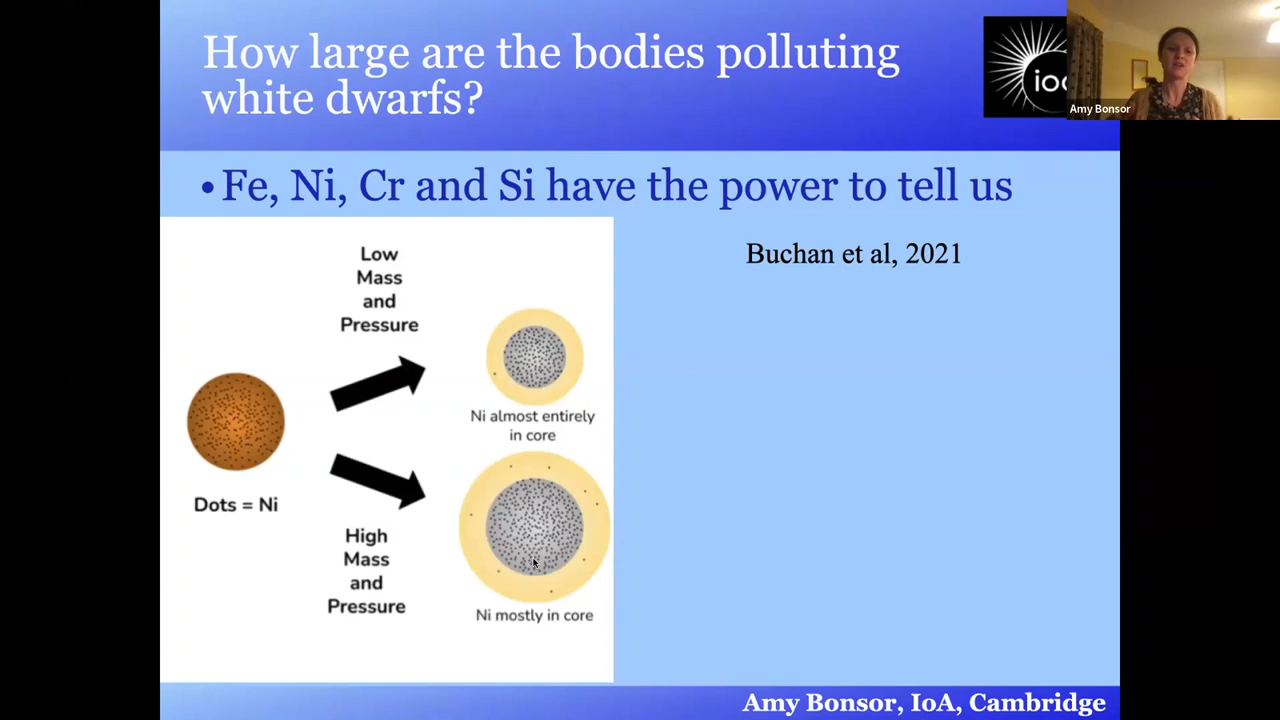 How large are the bodies polluting
white dwarfs?
Amy Bonsor
• Fe, Ni, Cr and Si have the power to tell us
Buchan et al, 2021
Low
Mass
and
Pressure
Ni almost entirely
in core
Dots = Ni
High
Mass
and
Pressure
Ni mostly in core
Amy Bonsor, IoA, Cambridge